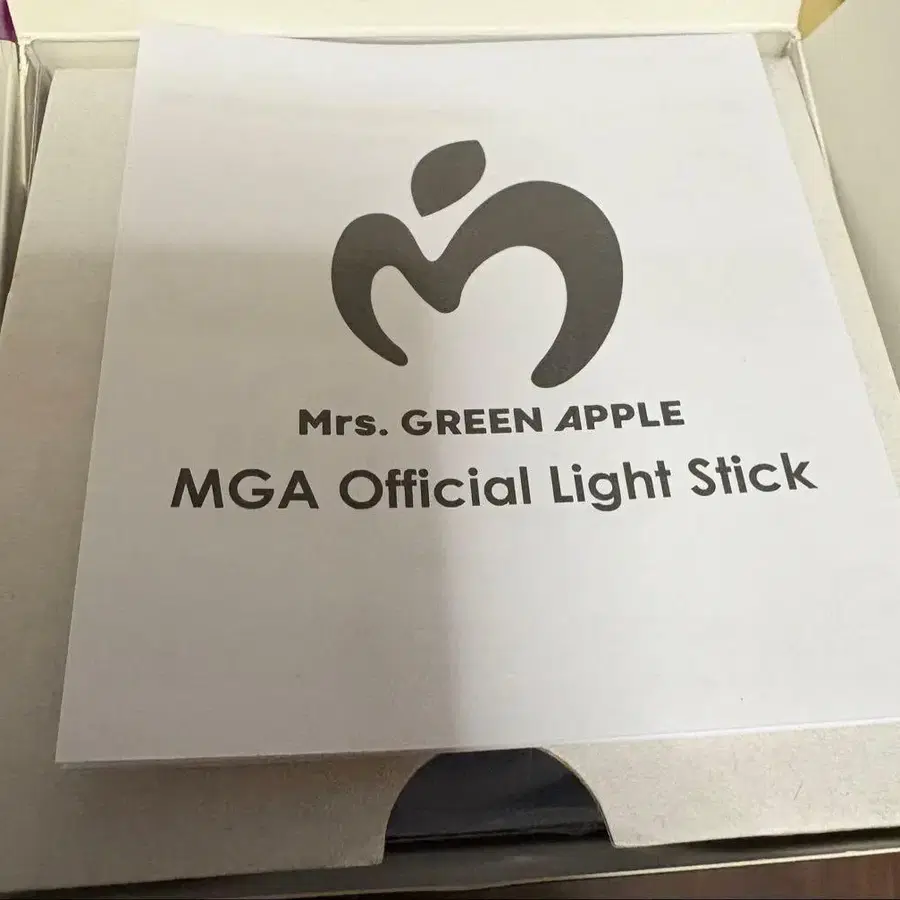 Mrs. GREEN APPLE
MGA Official Light Stick